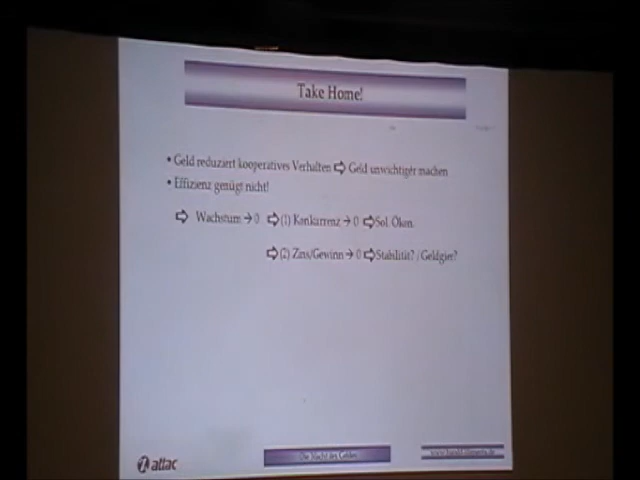 Take Home!
• Geld reduziert kooperatives Verhalten ⇨ Geld unwichtiger machen
• Effizienz genügt nicht!
⇨ Wachstum → 0 ⇨ (1) Konkurrenz → 0 ⇨ Sol. Ökon.
⇨ (2) Zins/Gewinn → 0 ⇨ Stabilität? / Geldgier?
attac
Die Macht des Geldes